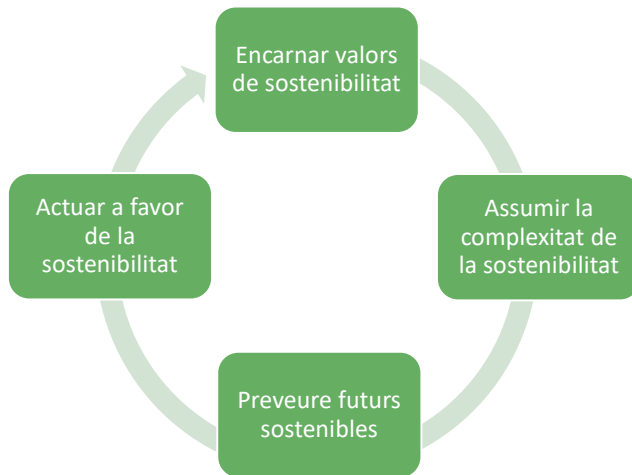 Encarnar valors
de sostenibilitat
Assumir la
complexitat de
la sostenibilitat
Preveure futurs
sostenibles
Actuar a favor
de la
sostenibilitat